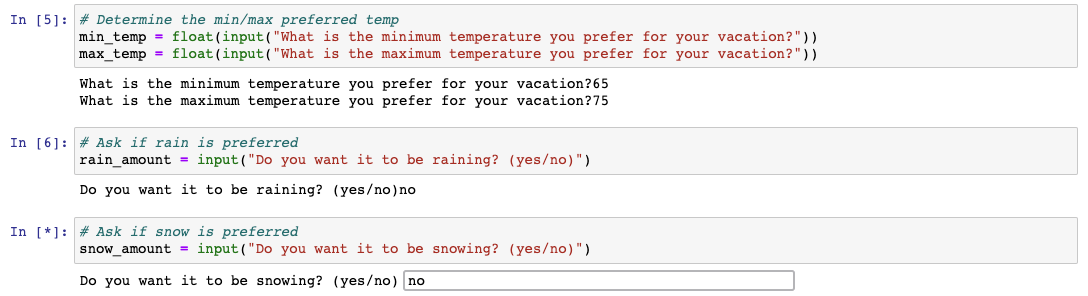 In [5]: # Determine the min/max preferred temp
min_temp = float(input("What is the minimum temperature you prefer for your vacation?"))
max_temp = float(input("What is the maximum temperature you prefer for your vacation?"))
What is the minimum temperature you prefer for your vacation?65
What is the maximum temperature you prefer for your vacation?75
In [6]: # Ask if rain is preferred
rain_amount = input("Do you want it to be raining? (yes/no)")
Do you want it to be raining? (yes/no)no
In [*]: # Ask if snow is preferred
snow_amount = input("Do you want it to be snowing? (yes/no)")
Do you want it to be snowing? (yes/no) no